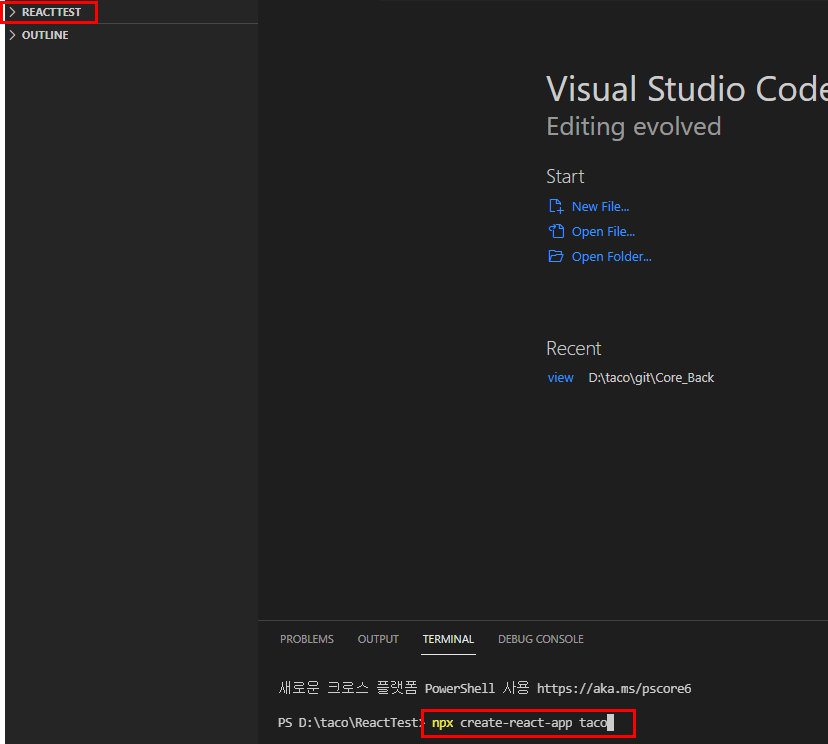 REACTTEST
OUTLINE
Visual Studio Code
Editing evolved
Start
New File...
Open File...
Open Folder...
Recent
view D:\taco\git\Core_Back
PROBLEMS OUTPUT TERMINAL DEBUG CONSOLE
새로운 크로스 플랫폼 PowerShell 사용 https://aka.ms/pscore6
PS D:\taco\ReactTest> npx create-react-app taco